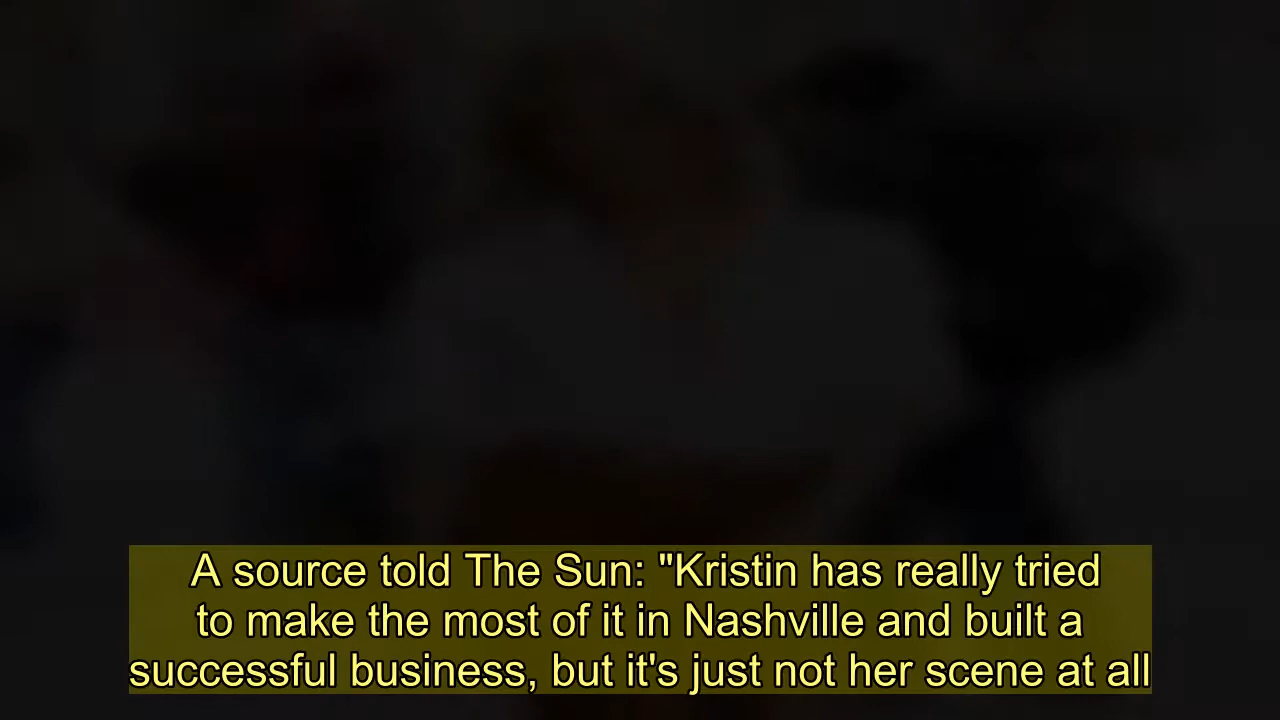 A source told The Sun: "Kristin has really tried
to make the most of it in Nashville and built a
successful business, but it's just not her scene at all